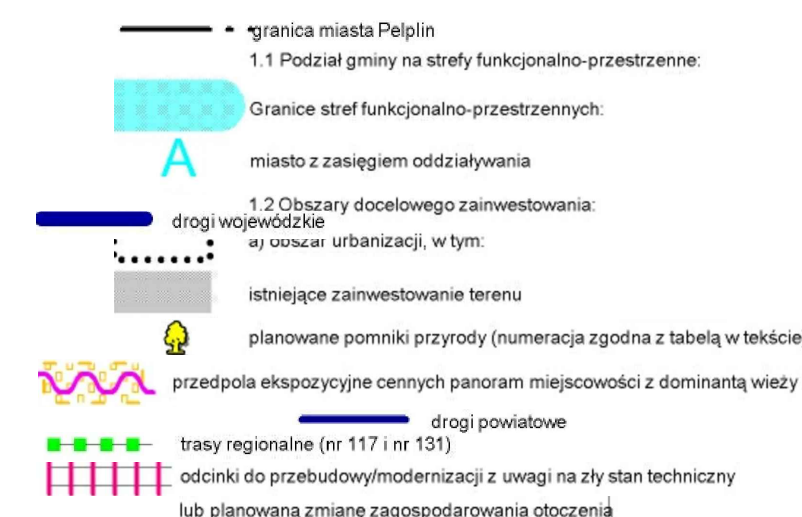 granica miasta Pelplin
1.1 Podział gminy na strefy funkcjonalno-przestrzenne:
Granice stref funkcjonalno-przestrzennych:
A
miasto z zasięgiem oddziaływania
1.2 Obszary docelowego zainwestowania:
drogi wojewódzkie
a) obszar urbanizacji, w tym:
istniejące zainwestowanie terenu
planowane pomniki przyrody (numeracja zgodna z tabelą w tekście
przedpola ekspozycyjne cennych panoram miejscowości z dominantą wieży
drogi powiatowe
trasy regionalne (nr 117 i nr 131)
odcinki do przebudowy/modernizacji z uwagi na zły stan techniczny
lub planowaną zmianę zagospodarowania otoczenia